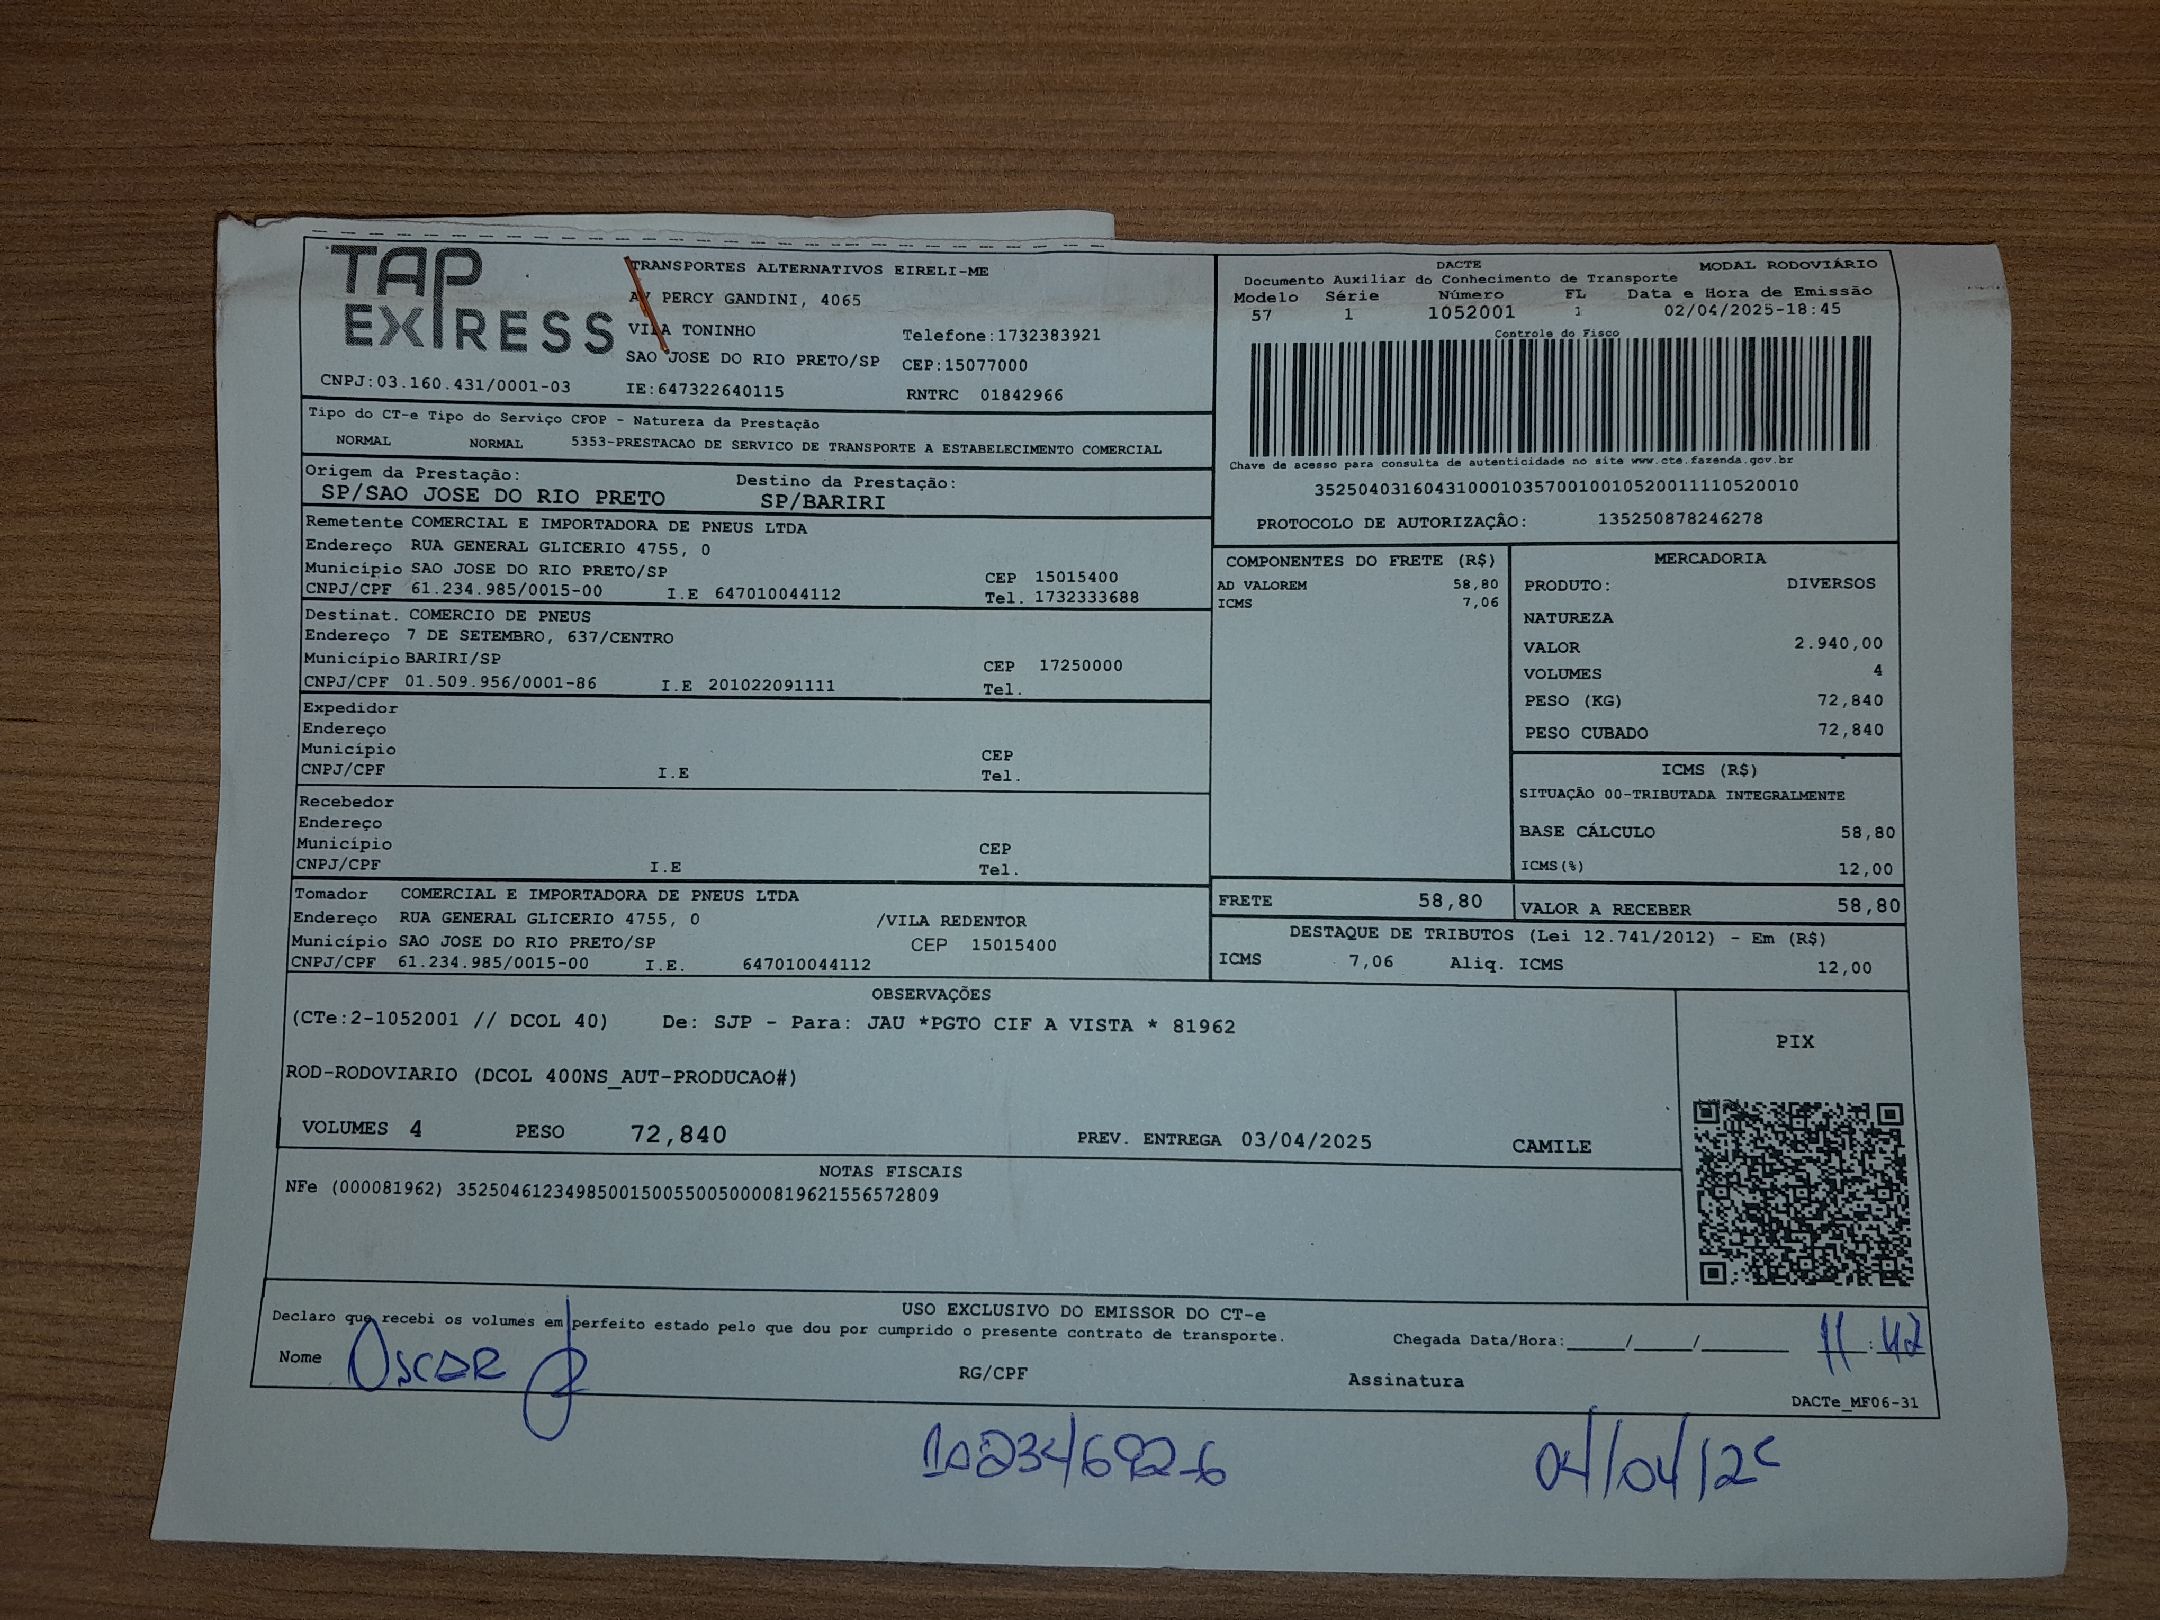 TAP EXPRESS
TRANSPORTES ALTERNATIVOS EIRELI-ME
AV PERCY GANDINI, 4065
VILA TONINHO Telefone:1732383921
SAO JOSE DO RIO PRETO/SP CEP:15077000
CNPJ:03.160.431/0001-03 IE:647322640115 RNTRC 01842966
DACTE MODAL RODOVIÁRIO
Documento Auxiliar do Conhecimento de Transporte
Modelo Série Número FL Data e Hora de Emissão
57 1 1052001 1 02/04/2025-18:45
Controle do Fisco
Chave de acesso para consulta de autenticidade no site www.cte.fazenda.gov.br
35250403160431000103570010010520011110520010
PROTOCOLO DE AUTORIZAÇÃO: 135250878246278
Tipo do CT-e Tipo do Serviço CFOP - Natureza da Prestação
NORMAL NORMAL 5353-PRESTACAO DE SERVICO DE TRANSPORTE A ESTABELECIMENTO COMERCIAL
Origem da Prestação: Destino da Prestação:
SP/SAO JOSE DO RIO PRETO SP/BARIRI
Remetente COMERCIAL E IMPORTADORA DE PNEUS LTDA
Endereço RUA GENERAL GLICERIO 4755, 0
Município SAO JOSE DO RIO PRETO/SP CEP 15015400
CNPJ/CPF 61.234.985/0015-00 I.E 647010044112 Tel. 1732333688
Destinat. COMERCIO DE PNEUS
Endereço 7 DE SETEMBRO, 637/CENTRO
Município BARIRI/SP CEP 17250000
CNPJ/CPF 01.509.956/0001-86 I.E 201022091111 Tel.
Expedidor
Endereço
Município CEP
CNPJ/CPF I.E Tel.
Recebedor
Endereço
Município CEP
CNPJ/CPF I.E Tel.
Tomador COMERCIAL E IMPORTADORA DE PNEUS LTDA
Endereço RUA GENERAL GLICERIO 4755, 0 /VILA REDENTOR
Município SAO JOSE DO RIO PRETO/SP CEP 15015400
CNPJ/CPF 61.234.985/0015-00 I.E. 647010044112
COMPONENTES DO FRETE (R$)
AD VALOREM 58,80
ICMS 7,06
MERCADORIA
PRODUTO: DIVERSOS
NATUREZA
VALOR 2.940,00
VOLUMES 4
PESO (KG) 72,840
PESO CUBADO 72,840
ICMS (R$)
SITUAÇÃO 00-TRIBUTADA INTEGRALMENTE
BASE CÁLCULO 58,80
ICMS(%) 12,00
FRETE 58,80 VALOR A RECEBER 58,80
DESTAQUE DE TRIBUTOS (Lei 12.741/2012) - Em (R$)
ICMS 7,06 Aliq. ICMS 12,00
OBSERVAÇÕES
(CTe:2-1052001 // DCOL 40) De: SJP - Para: JAU *PGTO CIF A VISTA * 81962
ROD-RODOVIARIO (DCOL 400NS_AUT-PRODUCAO#)
VOLUMES 4 PESO 72,840 PREV. ENTREGA 03/04/2025 CAMILE
PIX
NOTAS FISCAIS
NFe (000081962) 35250461234985001500550050000819621556572809
USO EXCLUSIVO DO EMISSOR DO CT-e
Declaro que recebi os volumes em perfeito estado pelo que dou por cumprido o presente contrato de transporte.
Chegada Data/Hora:_____/_____/________ 11:42
Nome Oscar RG/CPF Assinatura
DACTe_MF06-31
04/04/25